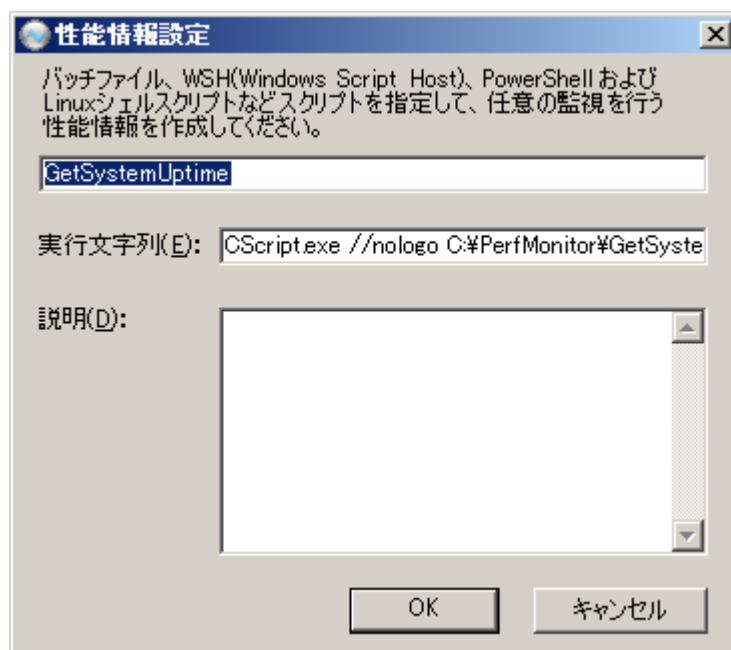 性能情報設定
バッチファイル、WSH(Windows Script Host)、PowerShellおよび
Linuxシェルスクリプトなどスクリプトを指定して、任意の監視を行う
性能情報を作成してください。
GetSystemUptime
実行文字列(E): CScript.exe //nologo C:¥PerfMonitor¥GetSyste
説明(D):
OK キャンセル